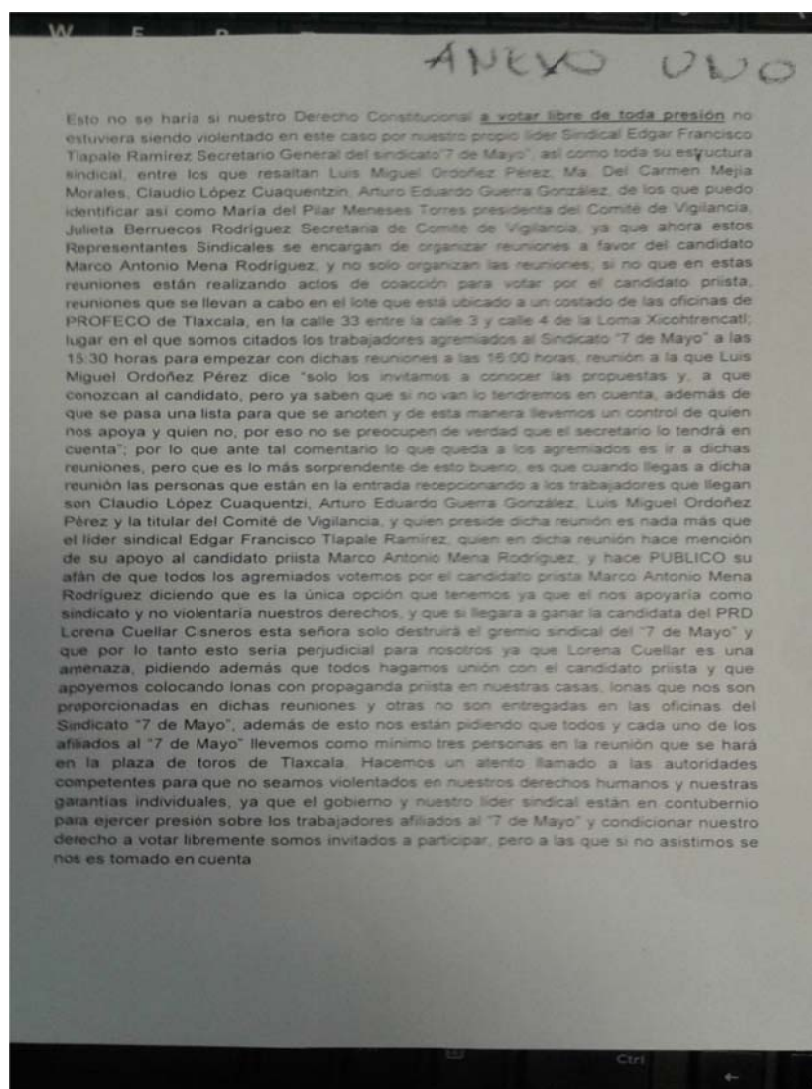 W E
ANEXO UNO
Esto no se haría si nuestro Derecho Constitucional a votar libre de toda presión no
estuviera siendo violentado en este caso por nuestro propio líder Sindical Edgar Francisco
Tlapale Ramírez Secretario General del sindicato"7 de Mayo", así como toda su estructura
sindical, entre los que resaltan Luis Miguel Ordoñez Pérez, Ma. Del Carmen Mejía
Morales, Claudio López Cuaquentzin, Arturo Eduardo Guerra González, de los que puedo
identificar así como María del Pilar Meneses Torres presidenta del Comité de Vigilancia,
Julieta Berruecos Rodríguez Secretaria de Comité de Vigilancia, ya que ahora estos
Representantes Sindicales se encargan de organizar reuniones a favor del candidato
Marco Antonio Mena Rodríguez, y no solo organizan las reuniones, si no que en estas
reuniones están realizando actos de coacción para votar por el candidato priista,
reuniones que se llevan a cabo en el lote que está ubicado a un costado de las oficinas de
PROFECO de Tlaxcala, en la calle 33 entre la calle 3 y calle 4 de la Loma Xicohtrencatl;
lugar en el que somos citados los trabajadores agremiados al Sindicato "7 de Mayo" a las
15:30 horas para empezar con dichas reuniones a las 16:00 horas, reunión a la que Luis
Miguel Ordoñez Pérez dice "solo los invitamos a conocer las propuestas y, a que
conozcan al candidato, pero ya saben que si no van lo tendremos en cuenta, además de
que se pasa una lista para que se anoten y de esta manera llevemos un control de quien
nos apoya y quien no, por eso no se preocupen de verdad que el secretario lo tendrá en
cuenta"; por lo que ante tal comentario lo que queda a los agremiados es ir a dichas
reuniones, pero que es lo más sorprendente de esto bueno, es que cuando llegas a dicha
reunión las personas que están en la entrada recepcionando a los trabajadores que llegan
son Claudio López Cuaquentzi, Arturo Eduardo Guerra González, Luis Miguel Ordoñez
Pérez y la titular del Comité de Vigilancia, y quien preside dicha reunión es nada más que
el líder sindical Edgar Francisco Tlapale Ramírez, quien en dicha reunión hace mención
de su apoyo al candidato priista Marco Antonio Mena Rodríguez, y hace PUBLICO su
afán de que todos los agremiados votemos por el candidato priista Marco Antonio Mena
Rodríguez diciendo que es la única opción que tenemos ya que el nos apoyaría como
sindicato y no violentaría nuestros derechos, y que si llegara a ganar la candidata del PRD
Lorena Cuellar Cisneros esta señora solo destruirá el gremio sindical del "7 de Mayo" y
que por lo tanto esto sería perjudicial para nosotros ya que Lorena Cuellar es una
amenaza, pidiendo además que todos hagamos unión con el candidato priista y que
apoyemos colocando lonas con propaganda priista en nuestras casas, lonas que nos son
proporcionadas en dichas reuniones y otras no son entregadas en las oficinas del
Sindicato "7 de Mayo", además de esto nos están pidiendo que todos y cada uno de los
afiliados al "7 de Mayo" llevemos como mínimo tres personas en la reunión que se hará
en la plaza de toros de Tlaxcala. Hacemos un atento llamado a las autoridades
competentes para que no seamos violentados en nuestros derechos humanos y nuestras
garantías individuales, ya que el gobierno y nuestro líder sindical están en contubernio
para ejercer presión sobre los trabajadores afiliados al "7 de Mayo" y condicionar nuestro
derecho a votar libremente somos invitados a participar, pero a las que si no asistimos se
nos es tomado en cuenta
Ctrl